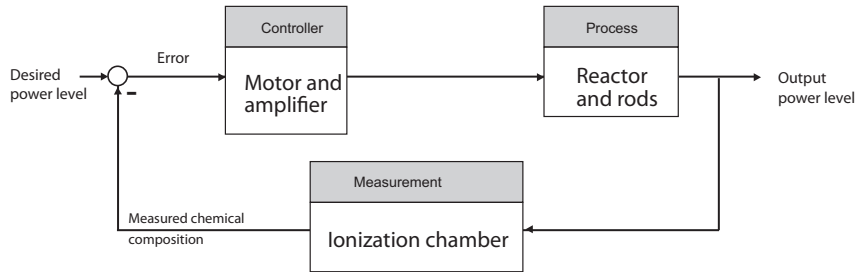 Controller
Process
Error
Desired
power level
Motor and
amplifier
Reactor
and rods
Output
power level
-
Measurement
Measured chemical
composition
Ionization chamber